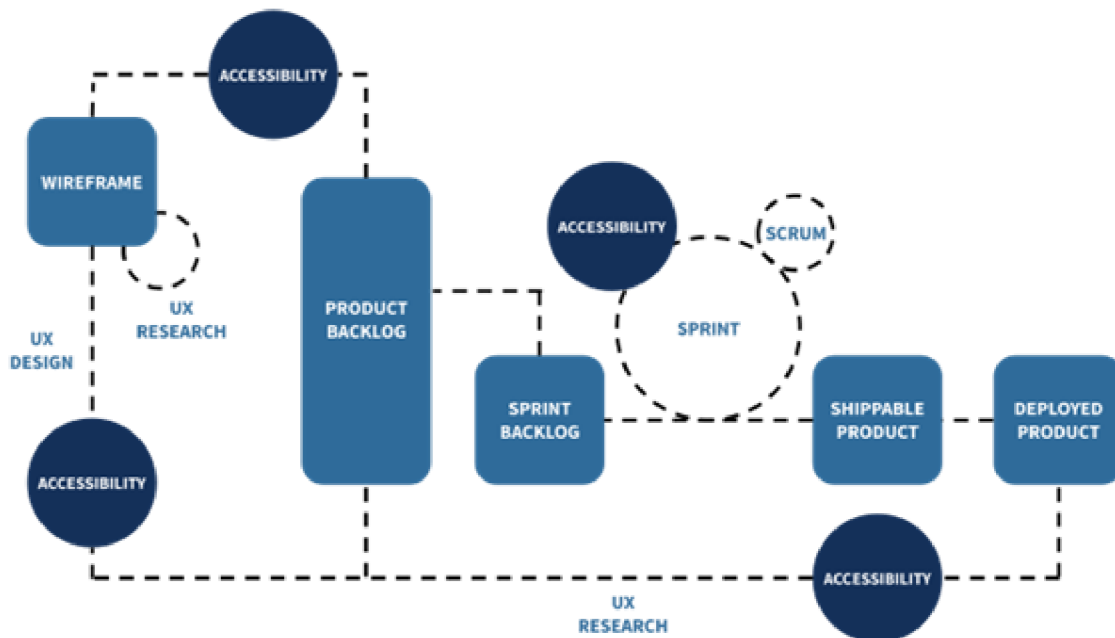 ACCESSIBILITY
WIREFRAME
UX
RESEARCH
UX
DESIGN
ACCESSIBILITY
PRODUCT
BACKLOG
ACCESSIBILITY
SCRUM
SPRINT
SPRINT
BACKLOG
SHIPPABLE
PRODUCT
DEPLOYED
PRODUCT
ACCESSIBILITY
UX
RESEARCH